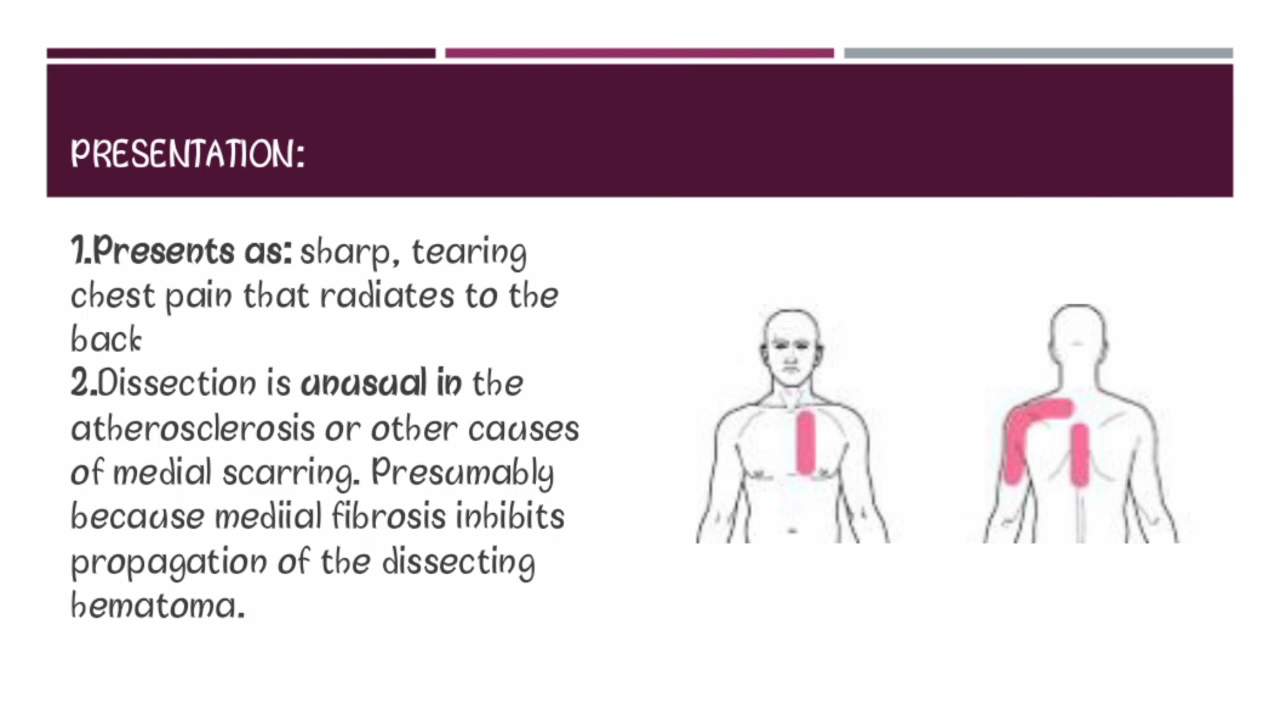 PRESENTATION:
1.Presents as: sharp, tearing
chest pain that radiates to the
back
2.Dissection is unusual in the
atherosclerosis or other causes
of medial scarring. Presumably
because mediial fibrosis inhibits
propagation of the dissecting
hematoma.